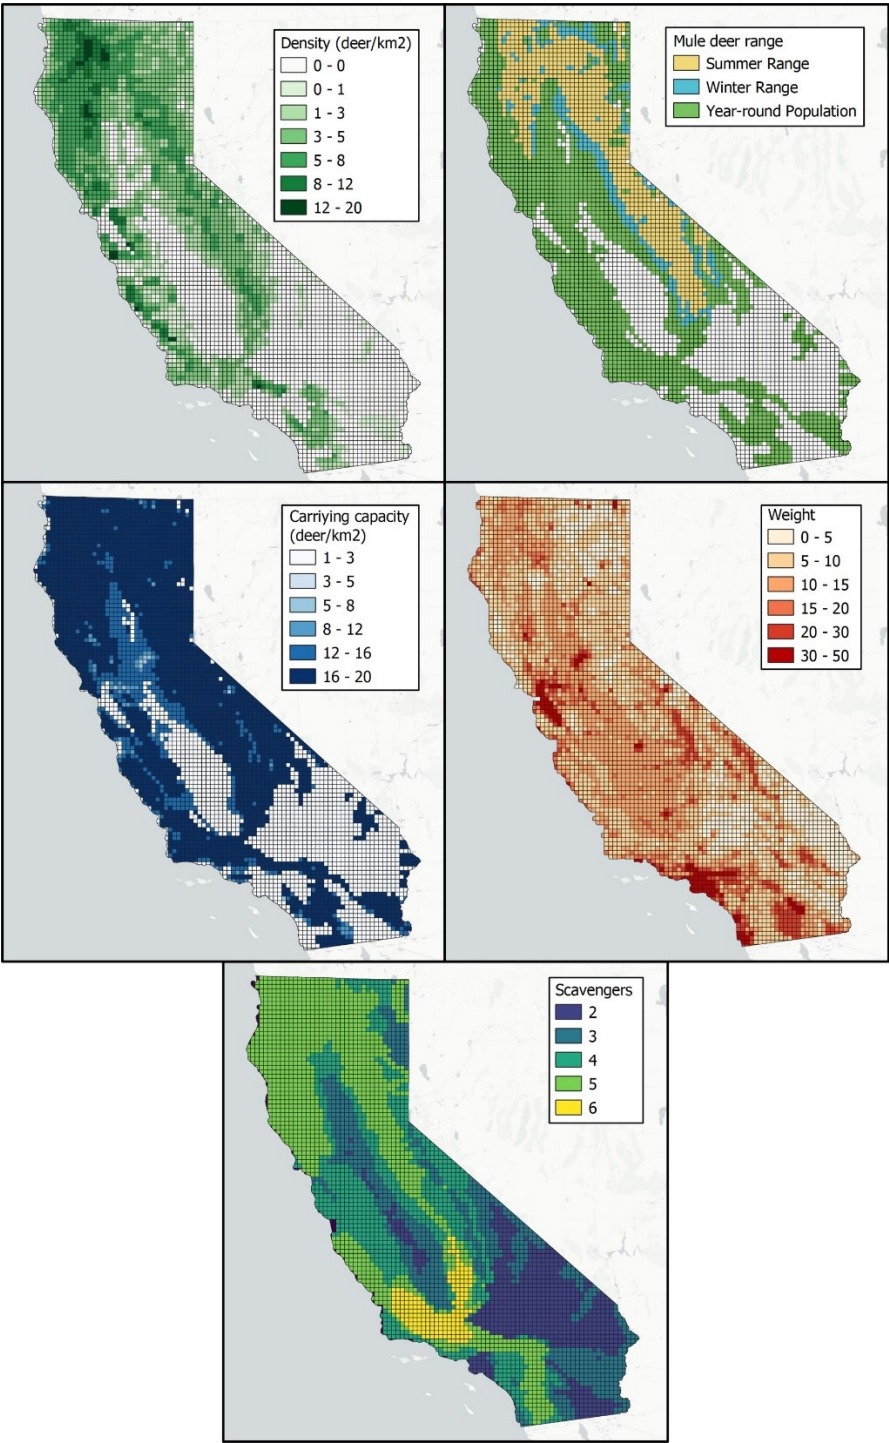 Density (deer/km2)
0 - 0
0 - 1
1 - 3
3 - 5
5 - 8
8 - 12
12 - 20
Mule deer range
Summer Range
Winter Range
Year-round Population
Carriying capacity
(deer/km2)
1 - 3
3 - 5
5 - 8
8 - 12
12 - 16
16 - 20
Weight
0 - 5
5 - 10
10 - 15
15 - 20
20 - 30
30 - 50
Scavengers
2
3
4
5
6